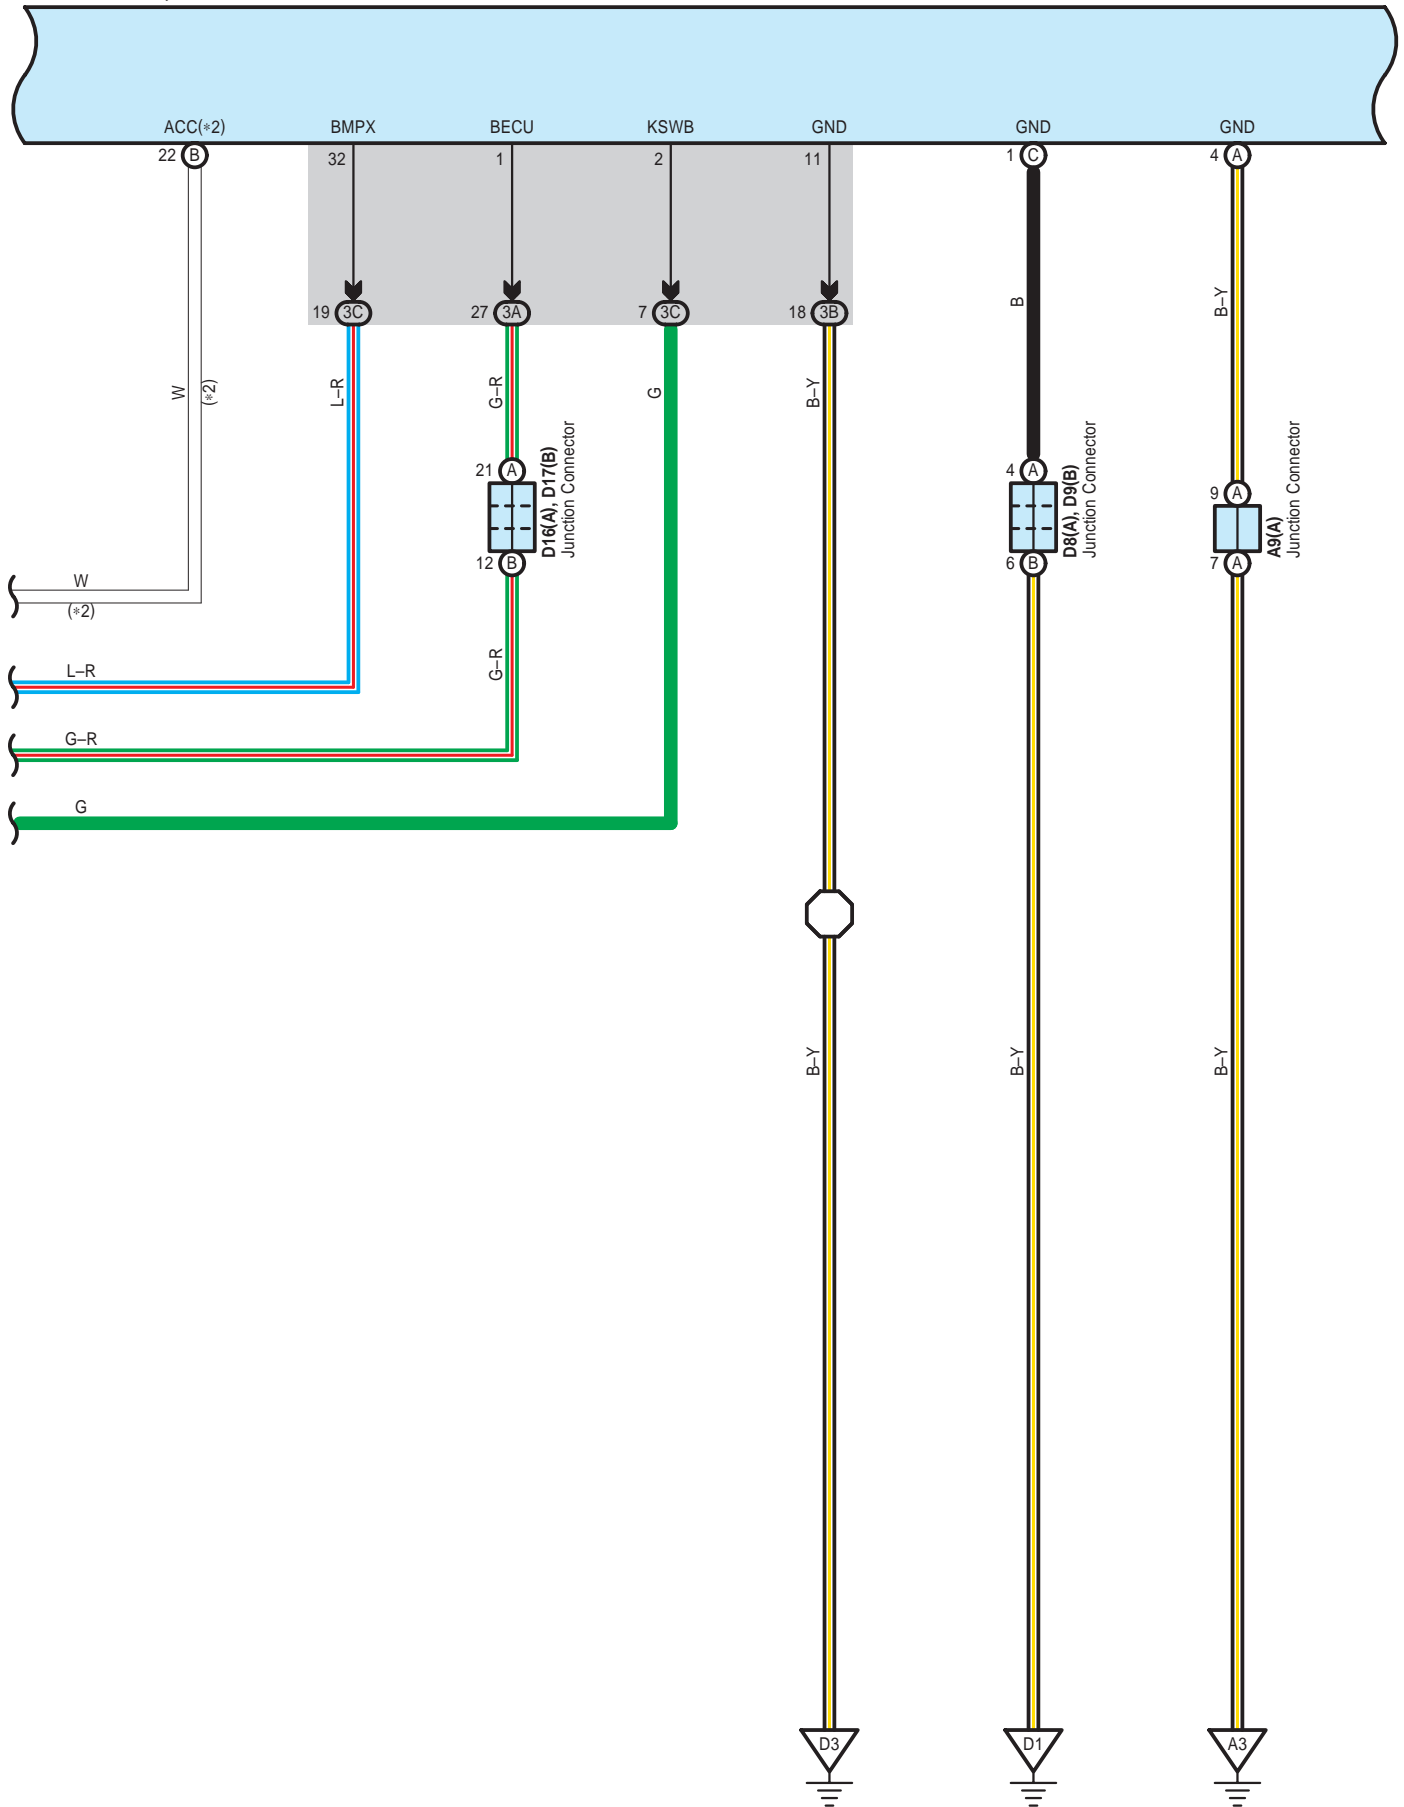 ACC(*2) BMPX BECU KSWB GND GND GND
22 B 32 1 2 11 1 C 4 A
19 3C 27 3A 7 3C 18 3B
B B–Y
W (*2) L–R G–R G B–Y
21 A 4 A 9 A
D16(A), D17(B)
Junction Connector
D8(A), D9(B)
Junction Connector
A9(A)
Junction Connector
12 B 6 B 7 A
W
(*2)
L–R G–R
G–R
G
B–Y B–Y B–Y
D3 D1 A3